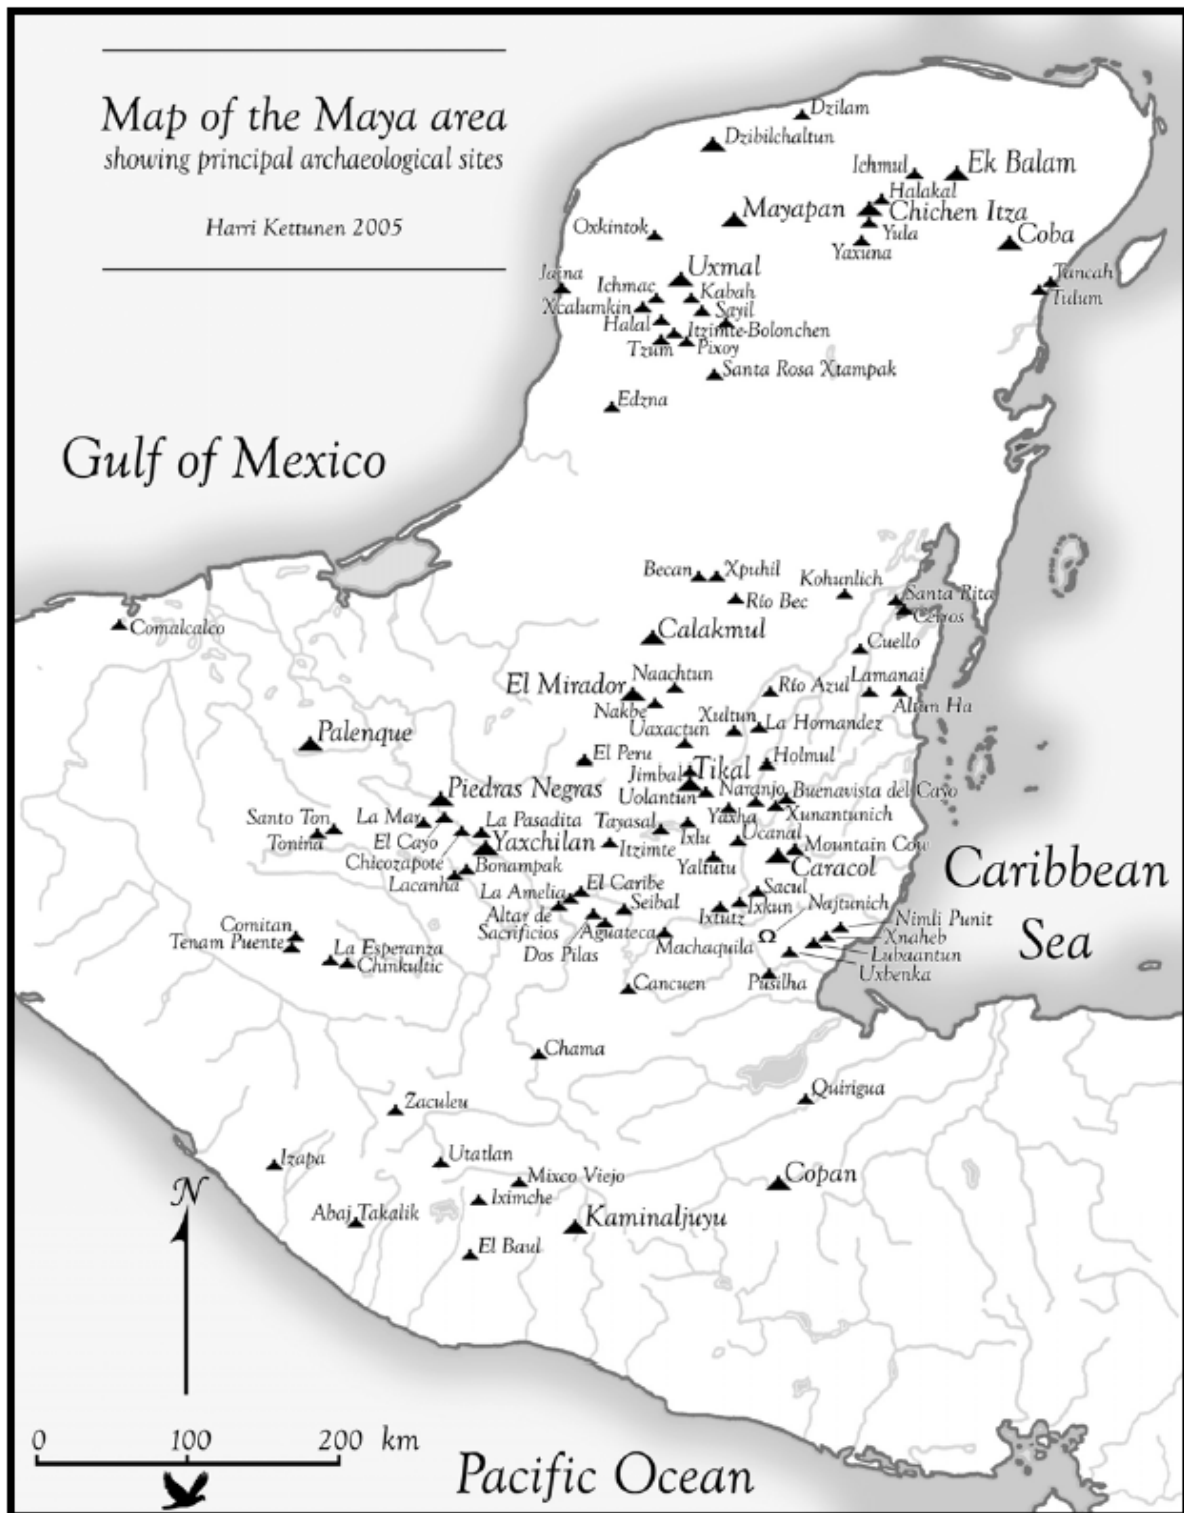 Map of the Maya area
showing principal archaeological sites
Harri Kettunen 2005
Dzilam
Dzibilchaltun
Ichmul
Ek Balam
Halakal
Mayapan
Chichen Itza
Oxkintok
Yula
Coba
Yaxuna
Uxmal
Tancah
Jaina
Ichmac
Kabah
Tulum
Xcalumkin
Sayil
Halal
Itzimte-Bolonchen
Tzum
Pixoy
Santa Rosa Xtampak
Edzna
Gulf of Mexico
Becan
Xpuhil
Kohunlich
Río Bec
Santa Rita
Cerros
Comalcalco
Calakmul
Cuello
Naachtun
El Mirador
Río Azul
Lamanai
Nakbe
Altun Ha
Xultun
La Hornandez
Palenque
Uaxactun
El Peru
Holmul
Jimbal
Tikal
Piedras Negras
Uolantun
Naranjo
Buenavista del Cayo
Santo Ton
La Mar
La Pasadita
Tayasal
Yaxha
Xunantunich
Tonina
El Cayo
Yaxchilan
Ixlu
Ucanal
Chicozapote
Itzimte
Mountain Cow
Bonampak
Yaltutu
Caracol
Lacanha
Caribbean
Sea
La Amelia
El Caribe
Sacul
Altar de
Sacrificios
Seibal
Ixtutz
Ixkun
Najtunich
Nimli Punit
Comitan
Aguateca
Ω
Xnaheb
Tenam Puente
La Esperanza
Dos Pilas
Machaquila
Lubaantun
Chinkultic
Uxbenka
Cancuen
Pusilha
Chama
Quirigua
Zaculeu
Izapa
Utatlan
Mixco Viejo
Copan
N
Iximche
Abaj Takalik
Kaminaljuyu
El Baul
0 100 200 km
Pacific Ocean